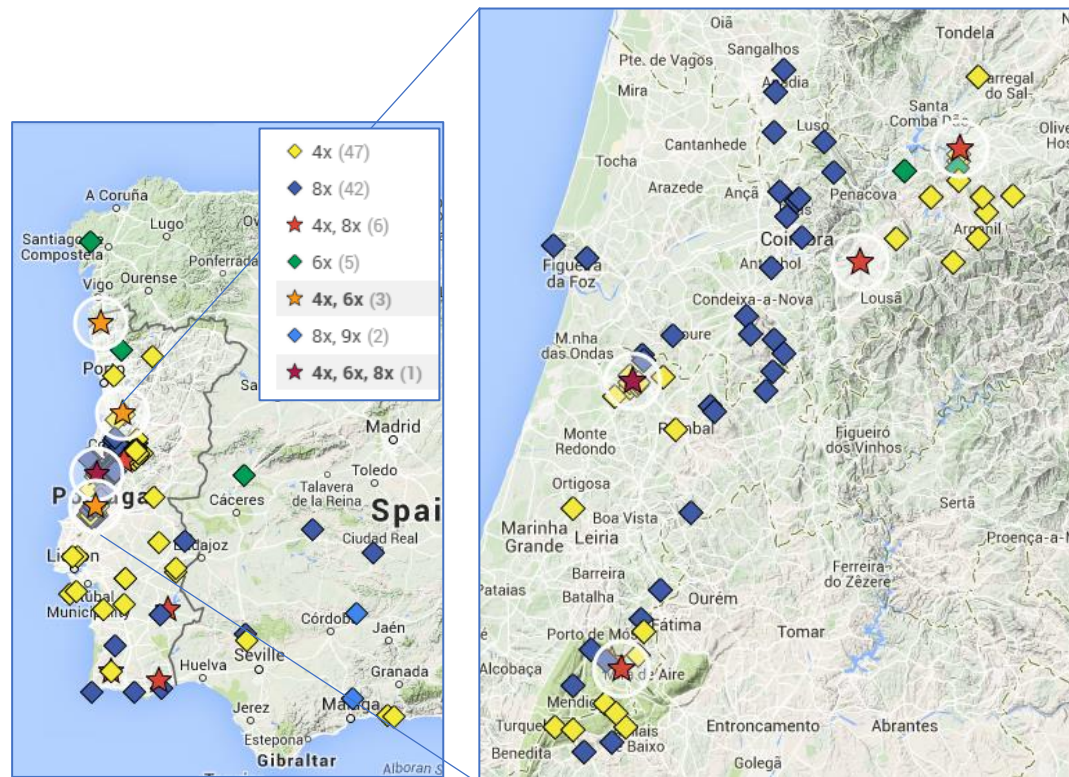 4x (47)
8x (42)
4x, 8x (6)
6x (5)
4x, 6x (3)
8x, 9x (2)
4x, 6x, 8x (1)
A Coruña
Lugo
Santiago
Compostela
Ponferrada
Ourense
Vigo
Madrid
Toledo
Talavera
de la Reina
Cáceres
Spai
Ciudad Real
Badajoz
Municipality
Córdoba
Jaén
Huelva
Seville
Granada
Jerez
Málaga
Estepona
Gibraltar
Alboran S
Oiã
Tondela
Sangalhos
Pte. de Vagos
Mira
Carregal
do Sal-
Santa
Comba Dão
Luso
Cantanhede
Tocha
Arazede
Ançã
Penacova
Coimbra
Figueira
da Foz
Lousã
Condeixa-a-Nova
M.nha
das Ondas
Monte
Redondo
Figueiró
dos Vinhos
Ortigosa
Sertã
Boa Vista
Marinha
Grande
Leiria
Proença-a-
Ferreira
do Zêzere
Barreira
Pataias
Batalha
Ourém
Fátima
Porto de Mós
Tomar
Alcobaça
de Aire
Entroncamento
Abrantes
de Baixo
Benedita
Golegã